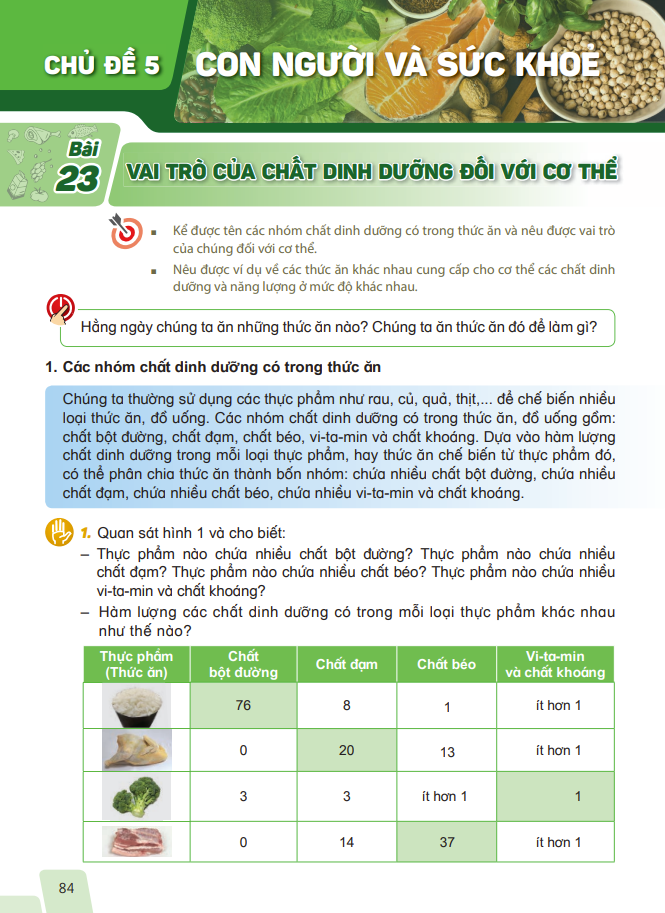 CHỦ ĐỀ 5
CON NGƯỜI VÀ SỨC KHOẺ
Bài
23
VAI TRÒ CỦA CHẤT DINH DƯỠNG ĐỐI VỚI CƠ THỂ
▪ Kể được tên các nhóm chất dinh dưỡng có trong thức ăn và nêu được vai trò
của chúng đối với cơ thể.
▪ Nêu được ví dụ về các thức ăn khác nhau cung cấp cho cơ thể các chất dinh
dưỡng và năng lượng ở mức độ khác nhau.
Hằng ngày chúng ta ăn những thức ăn nào? Chúng ta ăn thức ăn đó để làm gì?
1. Các nhóm chất dinh dưỡng có trong thức ăn
Chúng ta thường sử dụng các thực phẩm như rau, củ, quả, thịt,... để chế biến nhiều
loại thức ăn, đồ uống. Các nhóm chất dinh dưỡng có trong thức ăn, đồ uống gồm:
chất bột đường, chất đạm, chất béo, vi-ta-min và chất khoáng. Dựa vào hàm lượng
chất dinh dưỡng trong mỗi loại thực phẩm, hay thức ăn chế biến từ thực phẩm đó,
có thể phân chia thức ăn thành bốn nhóm: chứa nhiều chất bột đường, chứa nhiều
chất đạm, chứa nhiều chất béo, chứa nhiều vi-ta-min và chất khoáng.
1. Quan sát hình 1 và cho biết:
– Thực phẩm nào chứa nhiều chất bột đường? Thực phẩm nào chứa nhiều
chất đạm? Thực phẩm nào chứa nhiều chất béo? Thực phẩm nào chứa nhiều
vi-ta-min và chất khoáng?
– Hàm lượng các chất dinh dưỡng có trong mỗi loại thực phẩm khác nhau
như thế nào?
Thực phẩm (Thức ăn) Chất bột đường Chất đạm Chất béo Vi-ta-min và chất khoáng
76 8 1 ít hơn 1
0 20 13 ít hơn 1
3 3 ít hơn 1 1
0 14 37 ít hơn 1
84